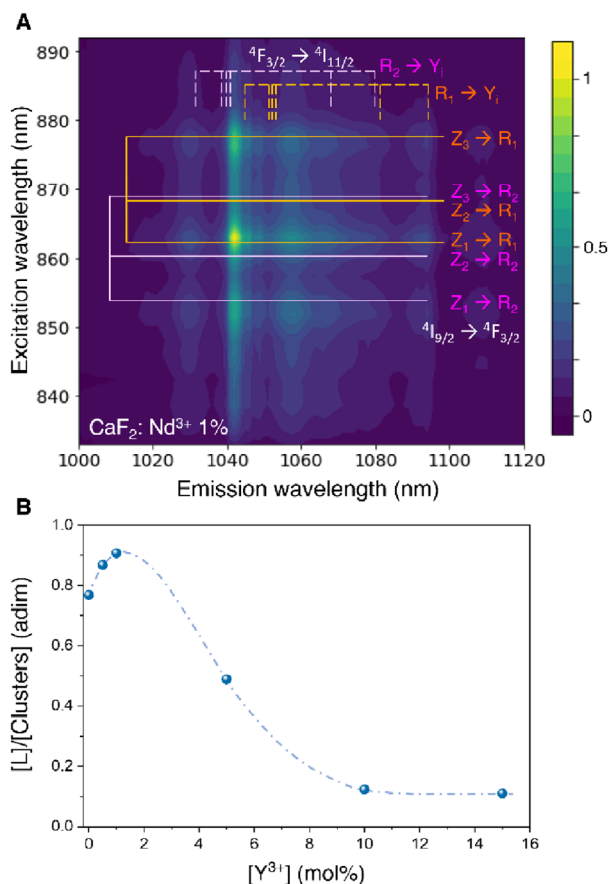 A
⁴F₃/₂ → ⁴I₁₁/₂
R₂ → Yᵢ
R₁ → Yᵢ
Z₃ → R₁
Z₃ → R₂
Z₂ → R₁
Z₁ → R₁
Z₂ → R₂
Z₁ → R₂
⁴I₉/₂ → ⁴F₃/₂
CaF₂: Nd³⁺ 1%
Excitation wavelength (nm)
890
880
870
860
850
840
1000 1020 1040 1060 1080 1100 1120
Emission wavelength (nm)
1
0.5
0
B
[L]/[Clusters] (adim)
1.0
0.8
0.6
0.4
0.2
0.0
0 2 4 6 8 10 12 14 16
[Y³⁺] (mol%)